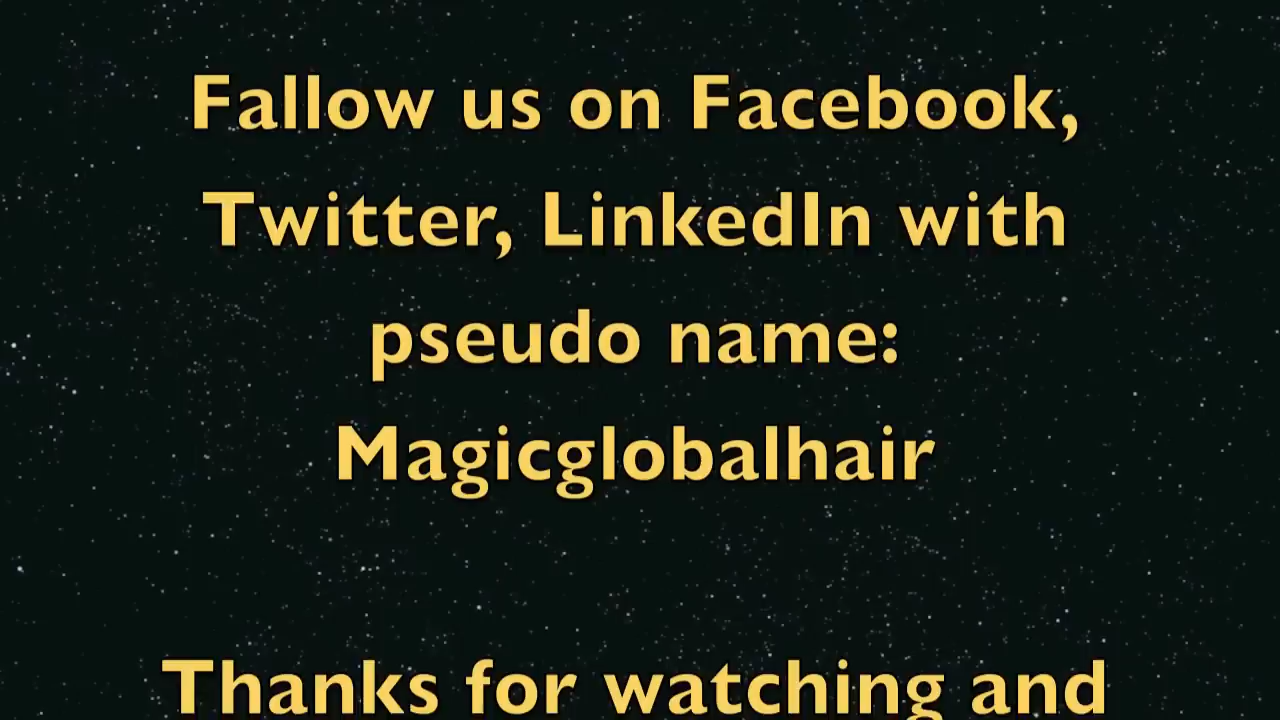 Fallow us on Facebook,
Twitter, LinkedIn with
pseudo name:
Magicglobalhair
Thanks for watching and